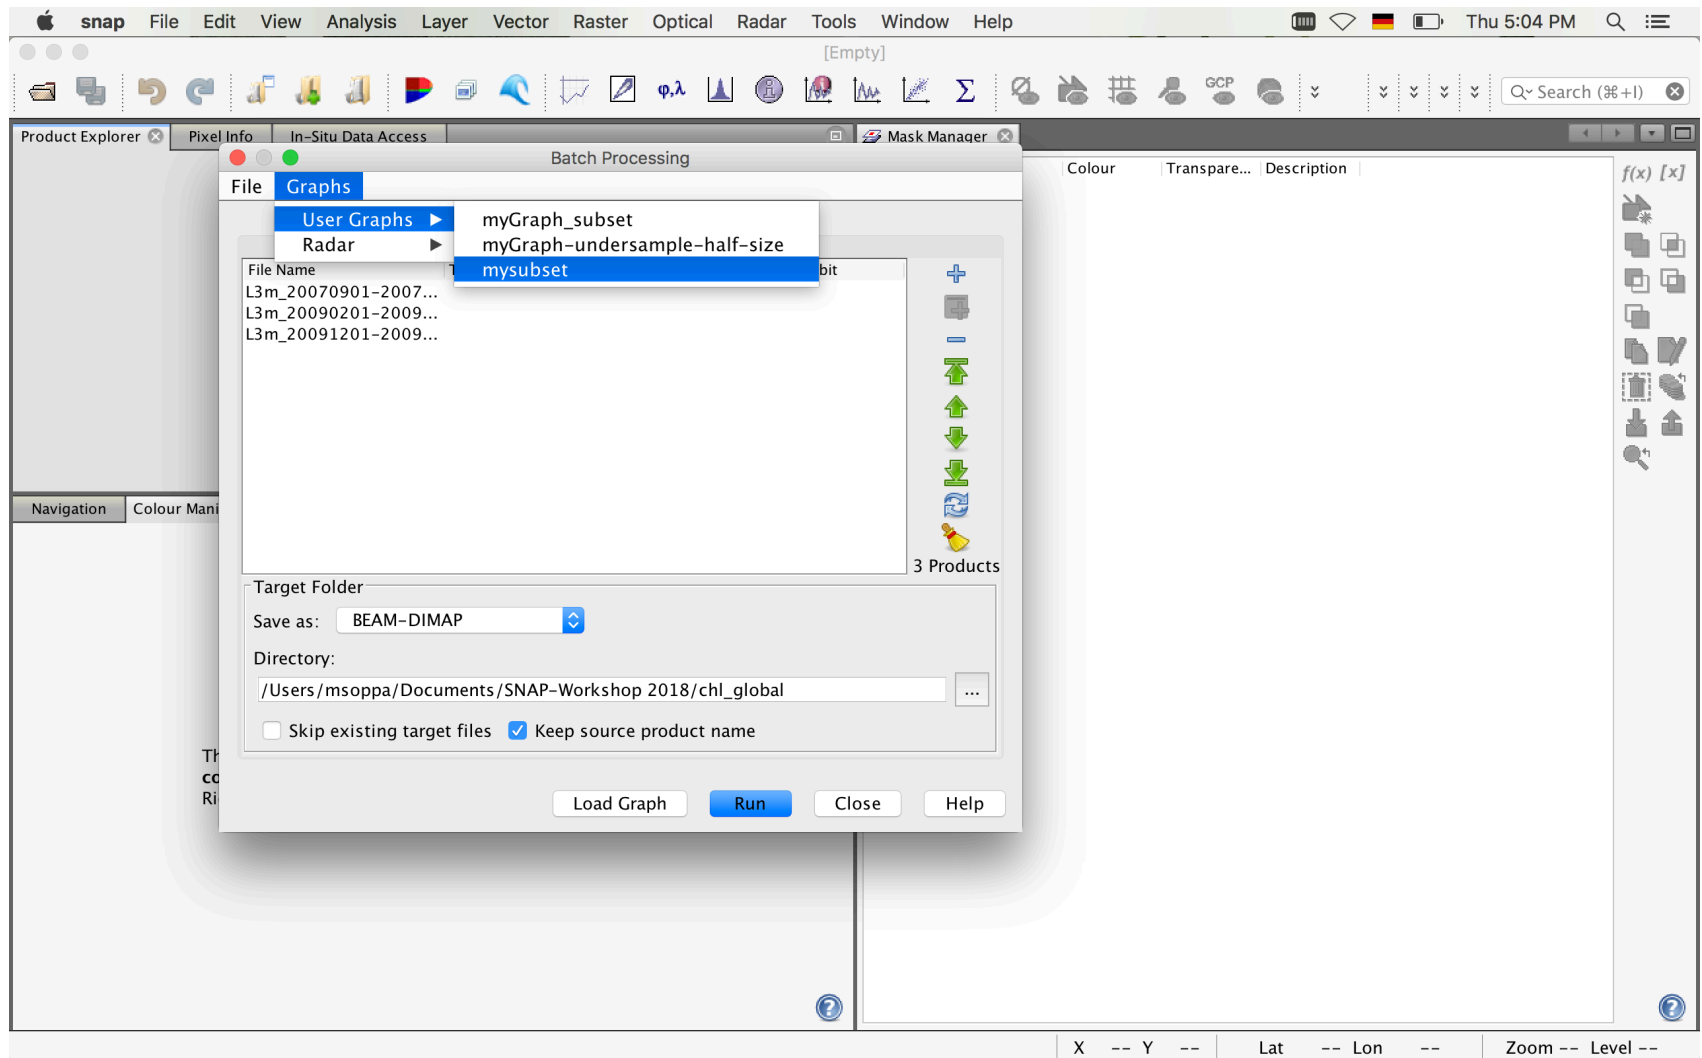 snap File Edit View Analysis Layer Vector Raster Optical Radar Tools Window Help Thu 5:04 PM
[Empty]
φ,λ Σ GCP Search (⌘+I)
Product Explorer Pixel Info In-Situ Data Access Mask Manager
Batch Processing
File Graphs
User Graphs
Radar
myGraph_subset
myGraph-undersample-half-size
mysubset
File Name T bit
L3m_20070901-2007...
L3m_20090201-2009...
L3m_20091201-2009...
3 Products
Target Folder
Save as: BEAM-DIMAP
Directory:
/Users/msoppa/Documents/SNAP-Workshop 2018/chl_global ...
Skip existing target files Keep source product name
Load Graph Run Close Help
Colour Transpare... Description
f(x) [x]
Navigation Colour Mani
Th
co
Ri
X -- Y -- Lat -- Lon -- Zoom -- Level --